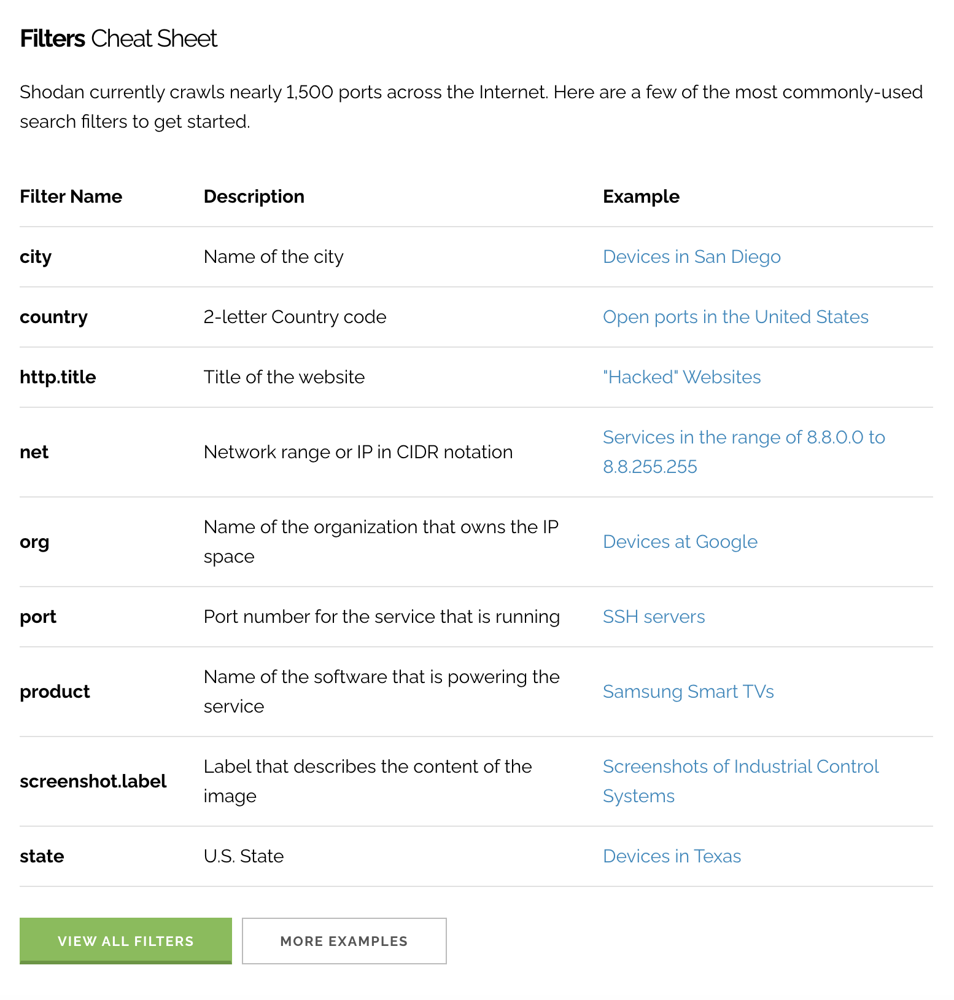 Filters Cheat Sheet
Shodan currently crawls nearly 1,500 ports across the Internet. Here are a few of the most commonly-used
search filters to get started.
Filter Name Description Example
city Name of the city Devices in San Diego
country 2-letter Country code Open ports in the United States
http.title Title of the website "Hacked" Websites
net Network range or IP in CIDR notation Services in the range of 8.8.0.0 to
8.8.255.255
org Name of the organization that owns the IP
space Devices at Google
port Port number for the service that is running SSH servers
product Name of the software that is powering the
service Samsung Smart TVs
screenshot.label Label that describes the content of the
image Screenshots of Industrial Control
Systems
state U.S. State Devices in Texas
VIEW ALL FILTERS MORE EXAMPLES